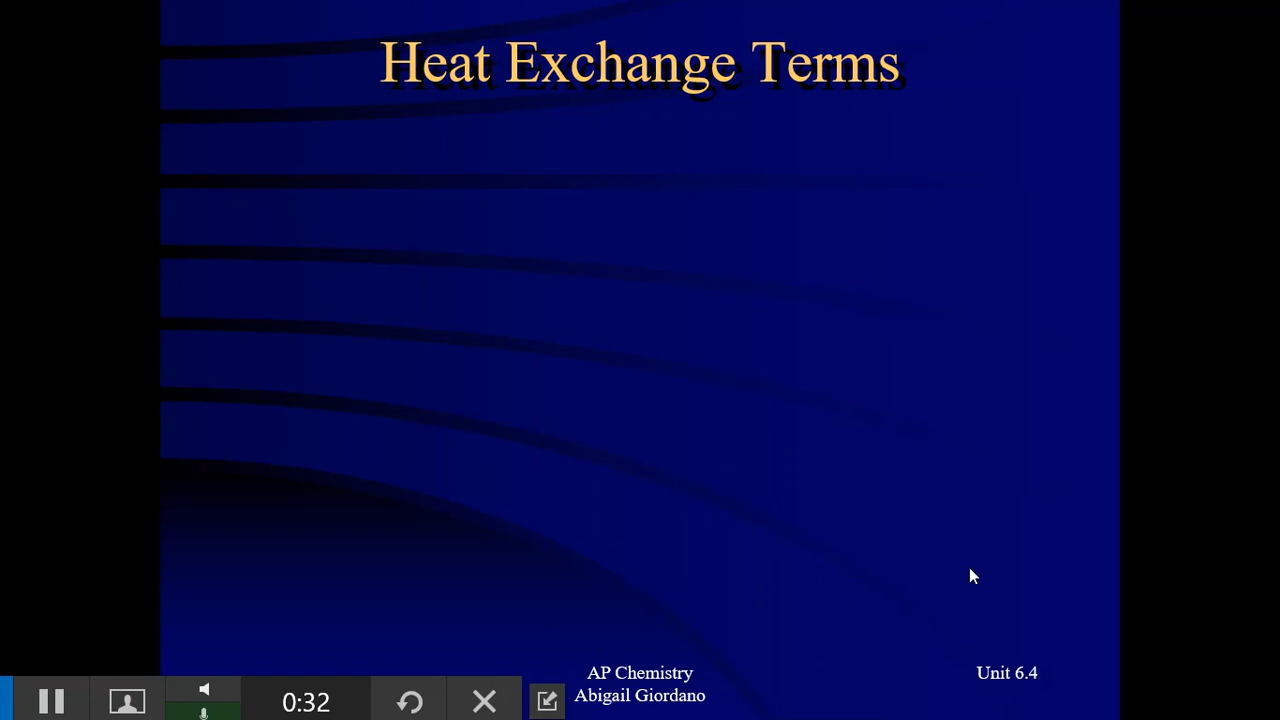 Heat Exchange Terms
AP Chemistry
Abigail Giordano
Unit 6.4
0:32